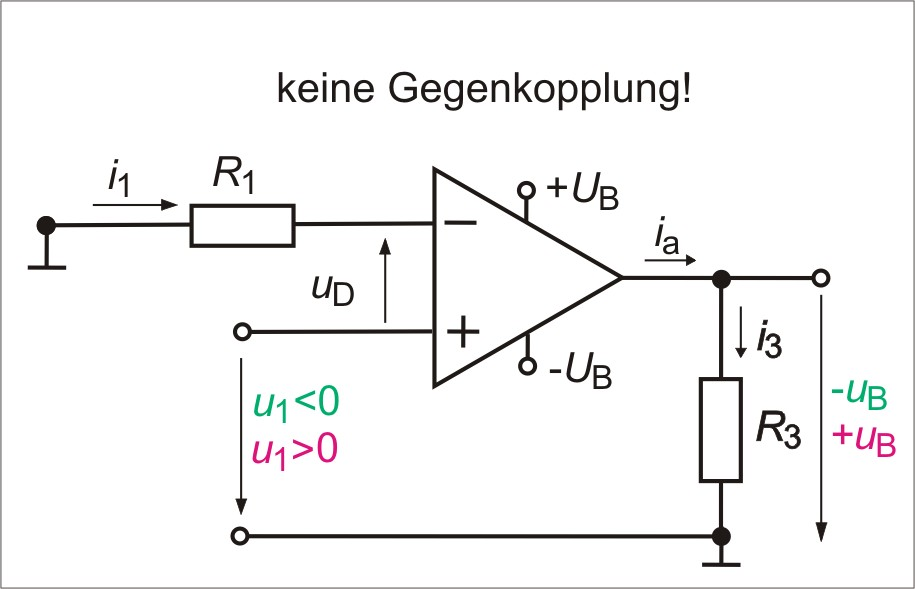 keine Gegenkopplung!
i1
R1
+UB
ia
uD
−
+
-UB
i3
u1<0
u1>0
R3
-uB
+uB